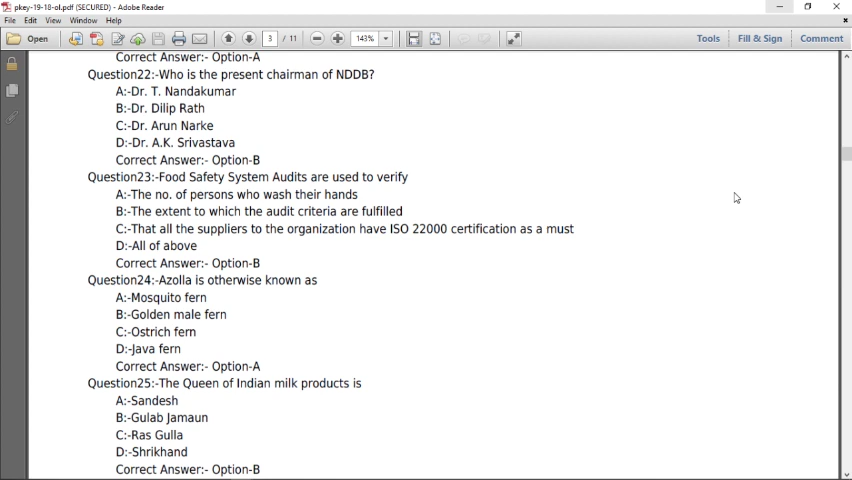 pkey-19-18-ol.pdf (SECURED) - Adobe Reader
File Edit View Window Help
Open 3 / 11 143% Tools Fill & Sign Comment
Correct Answer:- Option-A
Question22:-Who is the present chairman of NDDB?
A:-Dr. T. Nandakumar
B:-Dr. Dilip Rath
C:-Dr. Arun Narke
D:-Dr. A.K. Srivastava
Correct Answer:- Option-B
Question23:-Food Safety System Audits are used to verify
A:-The no. of persons who wash their hands
B:-The extent to which the audit criteria are fulfilled
C:-That all the suppliers to the organization have ISO 22000 certification as a must
D:-All of above
Correct Answer:- Option-B
Question24:-Azolla is otherwise known as
A:-Mosquito fern
B:-Golden male fern
C:-Ostrich fern
D:-Java fern
Correct Answer:- Option-A
Question25:-The Queen of Indian milk products is
A:-Sandesh
B:-Gulab Jamaun
C:-Ras Gulla
D:-Shrikhand
Correct Answer:- Option-B